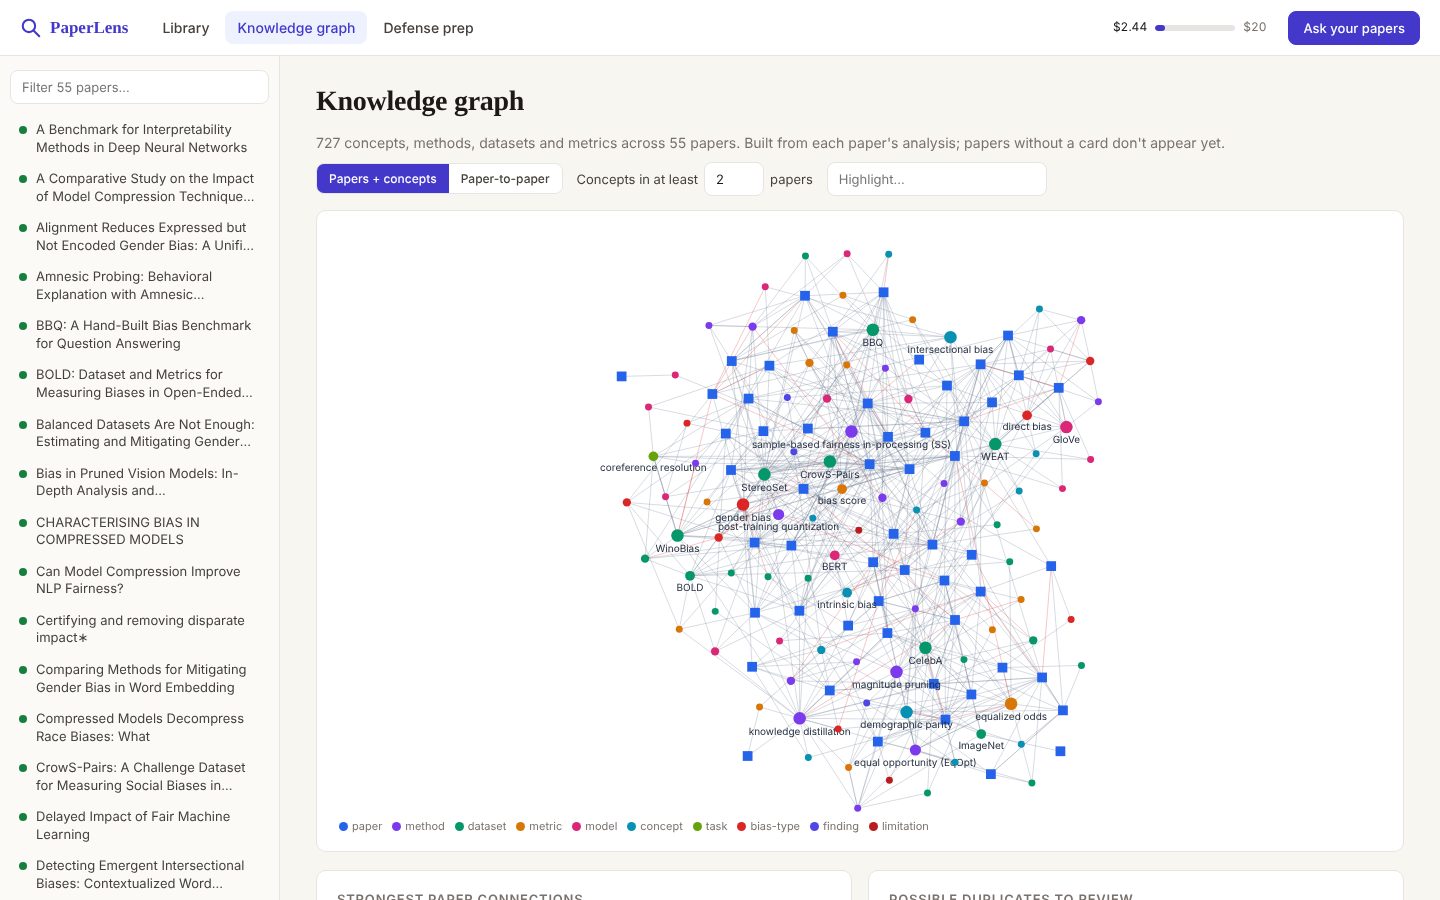 PaperLens
Library
Knowledge graph
Defense prep
$2.44
$20
Ask your papers
Filter 55 papers...
A Benchmark for Interpretability
Methods in Deep Neural Networks
A Comparative Study on the Impact
of Model Compression Technique...
Alignment Reduces Expressed but
Not Encoded Gender Bias: A Unifi...
Amnesic Probing: Behavioral
Explanation with Amnesic...
BBQ: A Hand-Built Bias Benchmark
for Question Answering
BOLD: Dataset and Metrics for
Measuring Biases in Open-Ended...
Balanced Datasets Are Not Enough:
Estimating and Mitigating Gender...
Bias in Pruned Vision Models: In-
Depth Analysis and...
CHARACTERISING BIAS IN
COMPRESSED MODELS
Can Model Compression Improve
NLP Fairness?
Certifying and removing disparate
impact∗
Comparing Methods for Mitigating
Gender Bias in Word Embedding
Compressed Models Decompress
Race Biases: What
CrowS-Pairs: A Challenge Dataset
for Measuring Social Biases in...
Delayed Impact of Fair Machine
Learning
Detecting Emergent Intersectional
Biases: Contextualized Word...
Knowledge graph
727 concepts, methods, datasets and metrics across 55 papers. Built from each paper's analysis; papers without a card don't appear yet.
Papers + concepts
Paper-to-paper
Concepts in at least
2
papers
Highlight...
BBQ
intersectional bias
direct bias
GloVe
sample-based fairness in-processing (SS)
WEAT
coreference resolution
CrowS-Pairs
StereoSet
bias score
gender bias
post-training quantization
WinoBias
BERT
BOLD
intrinsic bias
CelebA
magnitude pruning
equalized odds
demographic parity
knowledge distillation
ImageNet
equal opportunity (EqOpt)
paper
method
dataset
metric
model
concept
task
bias-type
finding
limitation
STRONGEST PAPER CONNECTIONS
POSSIBLE DUPLICATES TO REVIEW